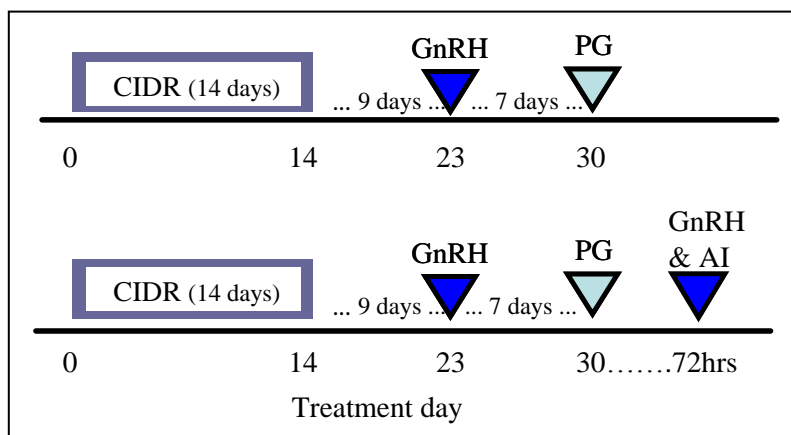 GnRH PG
CIDR (14 days)
... 9 days ... ... 7 days ...
0 14 23 30
GnRH
& AI
GnRH PG
CIDR (14 days)
... 9 days ... ... 7 days ...
0 14 23 30…….72hrs
Treatment day